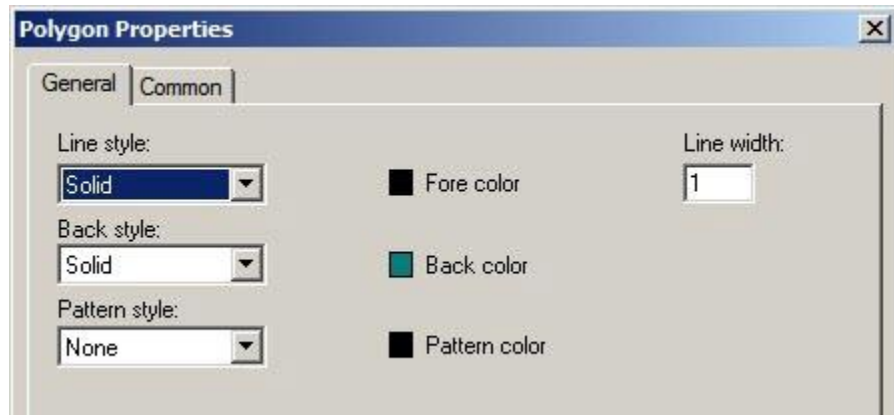 Polygon Properties
General Common
Line style:
Line width:
Solid
Fore color
1
Back style:
Solid
Back color
Pattern style:
None
Pattern color